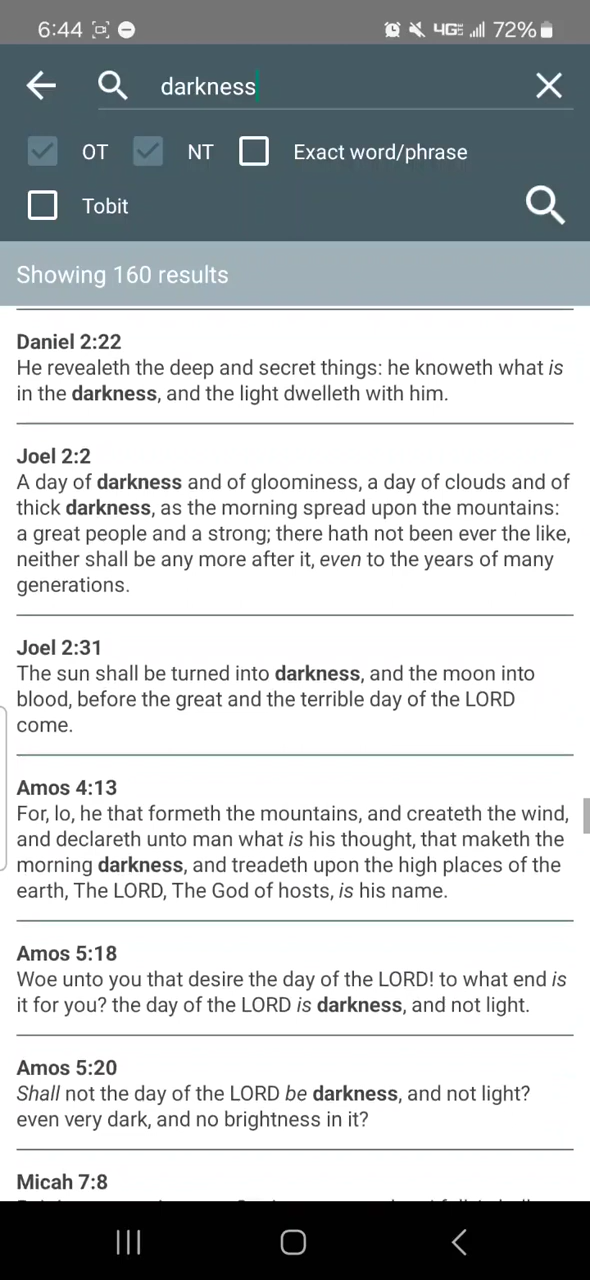 6:44 4GE 72%
darkness
OT NT Exact word/phrase
Tobit
Showing 160 results
Daniel 2:22
He revealeth the deep and secret things: he knoweth what is
in the darkness, and the light dwelleth with him.
Joel 2:2
A day of darkness and of gloominess, a day of clouds and of
thick darkness, as the morning spread upon the mountains:
a great people and a strong; there hath not been ever the like,
neither shall be any more after it, even to the years of many
generations.
Joel 2:31
The sun shall be turned into darkness, and the moon into
blood, before the great and the terrible day of the LORD
come.
Amos 4:13
For, lo, he that formeth the mountains, and createth the wind,
and declareth unto man what is his thought, that maketh the
morning darkness, and treadeth upon the high places of the
earth, The LORD, The God of hosts, is his name.
Amos 5:18
Woe unto you that desire the day of the LORD! to what end is
it for you? the day of the LORD is darkness, and not light.
Amos 5:20
Shall not the day of the LORD be darkness, and not light?
even very dark, and no brightness in it?
Micah 7:8